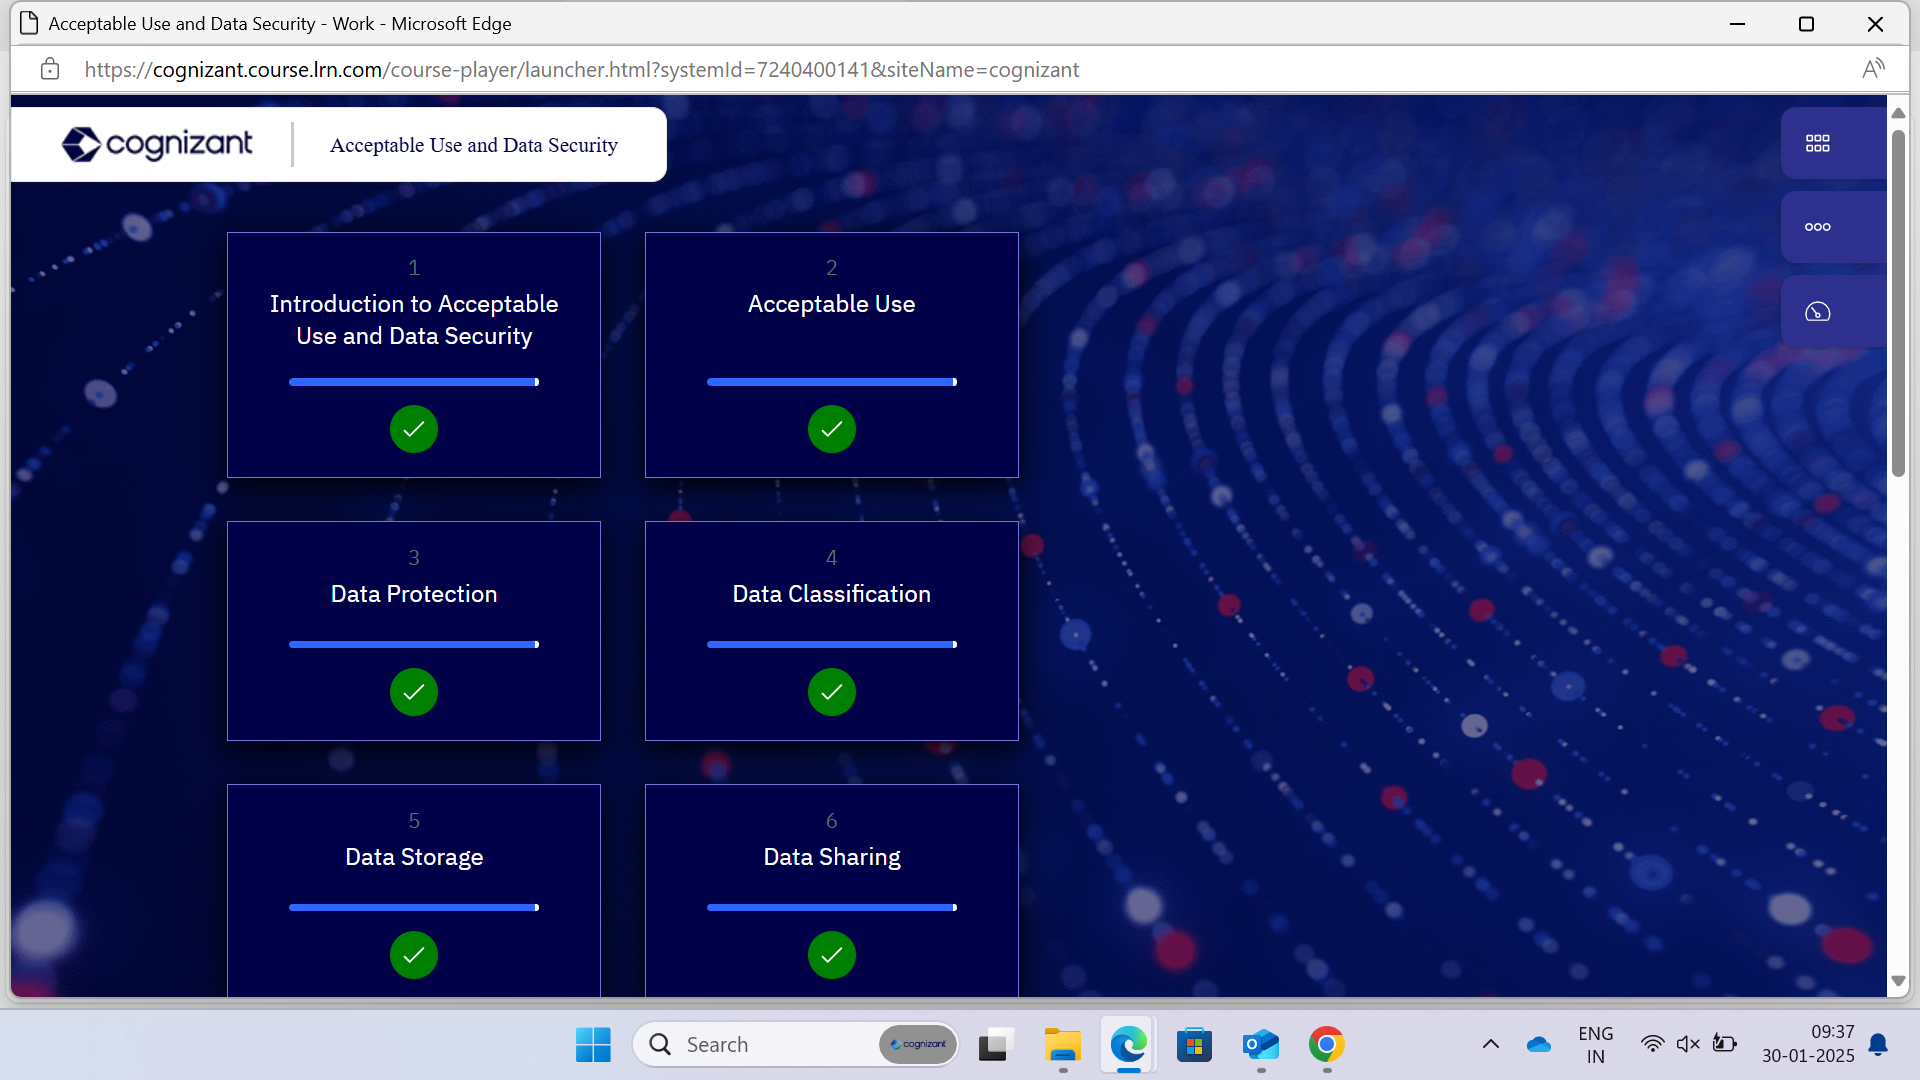 Acceptable Use and Data Security - Work - Microsoft Edge
https://cognizant.course.lrn.com/course-player/launcher.html?systemId=7240400141&siteName=cognizant
cognizant
Acceptable Use and Data Security
1
Introduction to Acceptable
Use and Data Security
2
Acceptable Use
3
Data Protection
4
Data Classification
5
Data Storage
6
Data Sharing
Search
cognizant
ENG
IN
09:37
30-01-2025